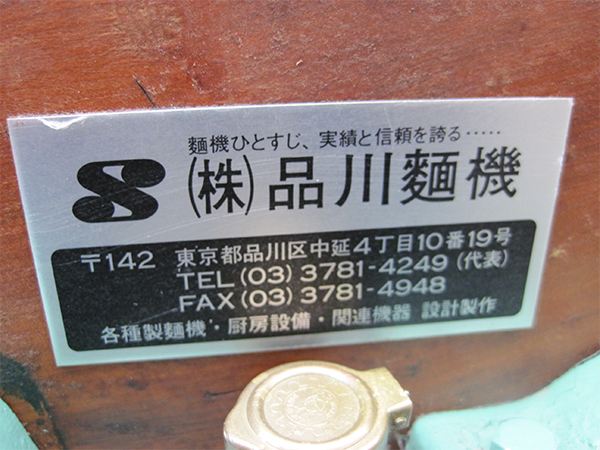 麵機ひとすじ、実績と信頼を誇る・・・・・
(株)品川麵機
〒142 東京都品川区中延4丁目10番19号
TEL (03) 3781-4249 (代表)
FAX (03) 3781-4948
各種製麵機・厨房設備・関連機器 設計製作